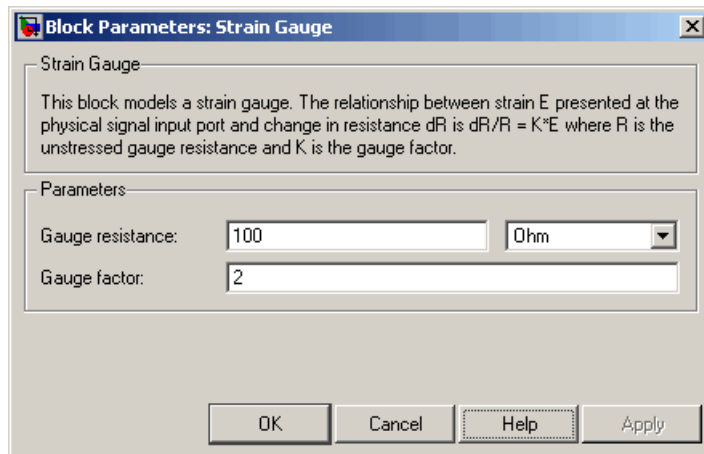 Block Parameters: Strain Gauge
Strain Gauge
This block models a strain gauge. The relationship between strain E presented at the
physical signal input port and change in resistance dR is dR/R = K*E where R is the
unstressed gauge resistance and K is the gauge factor.
Parameters
Gauge resistance: 100 Ohm
Gauge factor: 2
OK Cancel Help Apply